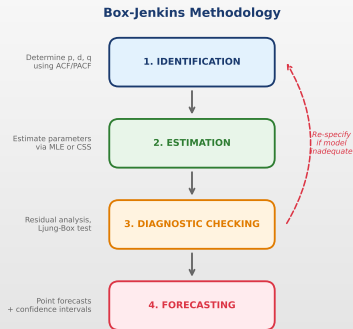 Box-Jenkins Methodology
Determine p, d, q
using ACF/PACF
1. IDENTIFICATION
Estimate parameters
via MLE or CSS
2. ESTIMATION
Re-specify
if model
inadequate
Residual analysis,
Ljung-Box test
3. DIAGNOSTIC CHECKING
Point forecasts
+ confidence intervals
4. FORECASTING